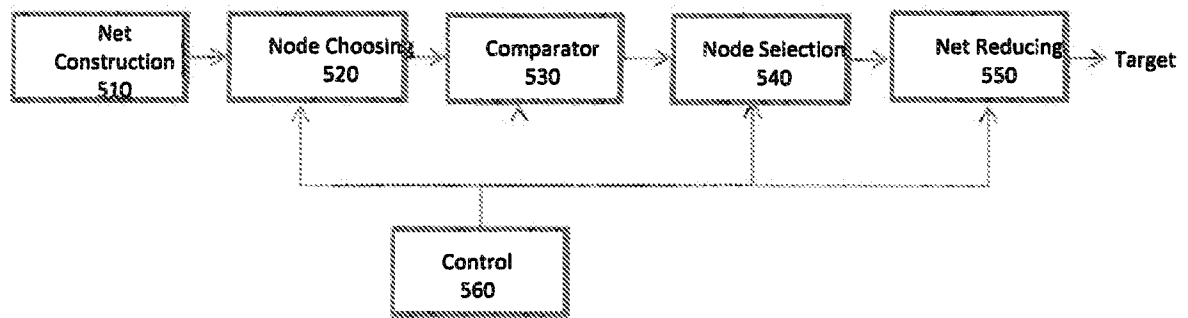 Net
Construction
510
Node Choosing
520
Comparator
530
Node Selection
540
Net Reducing
550
Target
Control
560